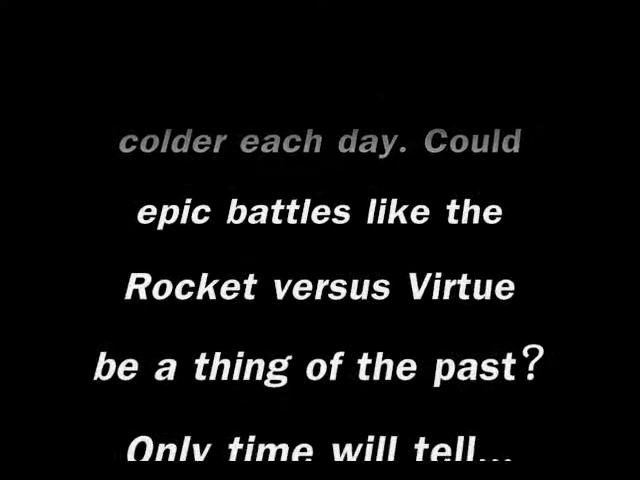 colder each day. Could
epic battles like the
Rocket versus Virtue
be a thing of the past?
Only time will tell...